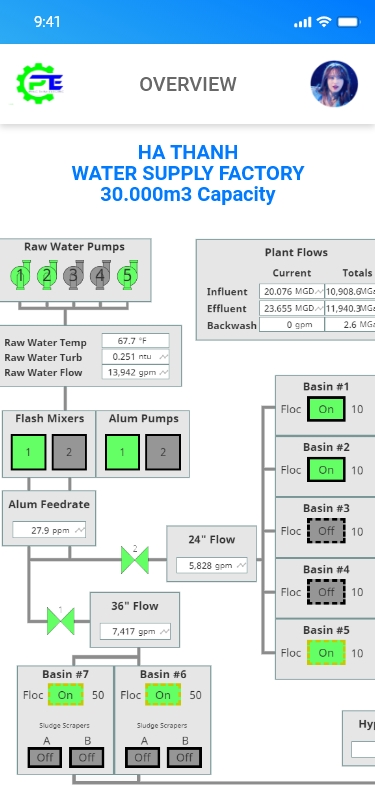 9:41
OVERVIEW
HA THANH
WATER SUPPLY FACTORY
30.000m3 Capacity
Raw Water Pumps
1 2 3 4 5
Plant Flows
Current Totals
Influent 20.076 MGD 10,908.6MGa
Effluent 23.655 MGD 11,940.3MGa
Backwash 0 gpm 2.6 MGa
Raw Water Temp 67.7 °F
Raw Water Turb 0.251 ntu
Raw Water Flow 13,942 gpm
Flash Mixers
1 2
Alum Pumps
1 2
Alum Feedrate
27.9 ppm
2
24" Flow
5,828 gpm
1
36" Flow
7,417 gpm
Basin #1
Floc On 10
Basin #2
Floc On 10
Basin #3
Floc Off 10
Basin #4
Floc Off 10
Basin #5
Floc On 10
Basin #7
Floc On 50
Sludge Scrapers
A B
Off Off
Basin #6
Floc On 50
Sludge Scrapers
A B
Off Off
Hyp